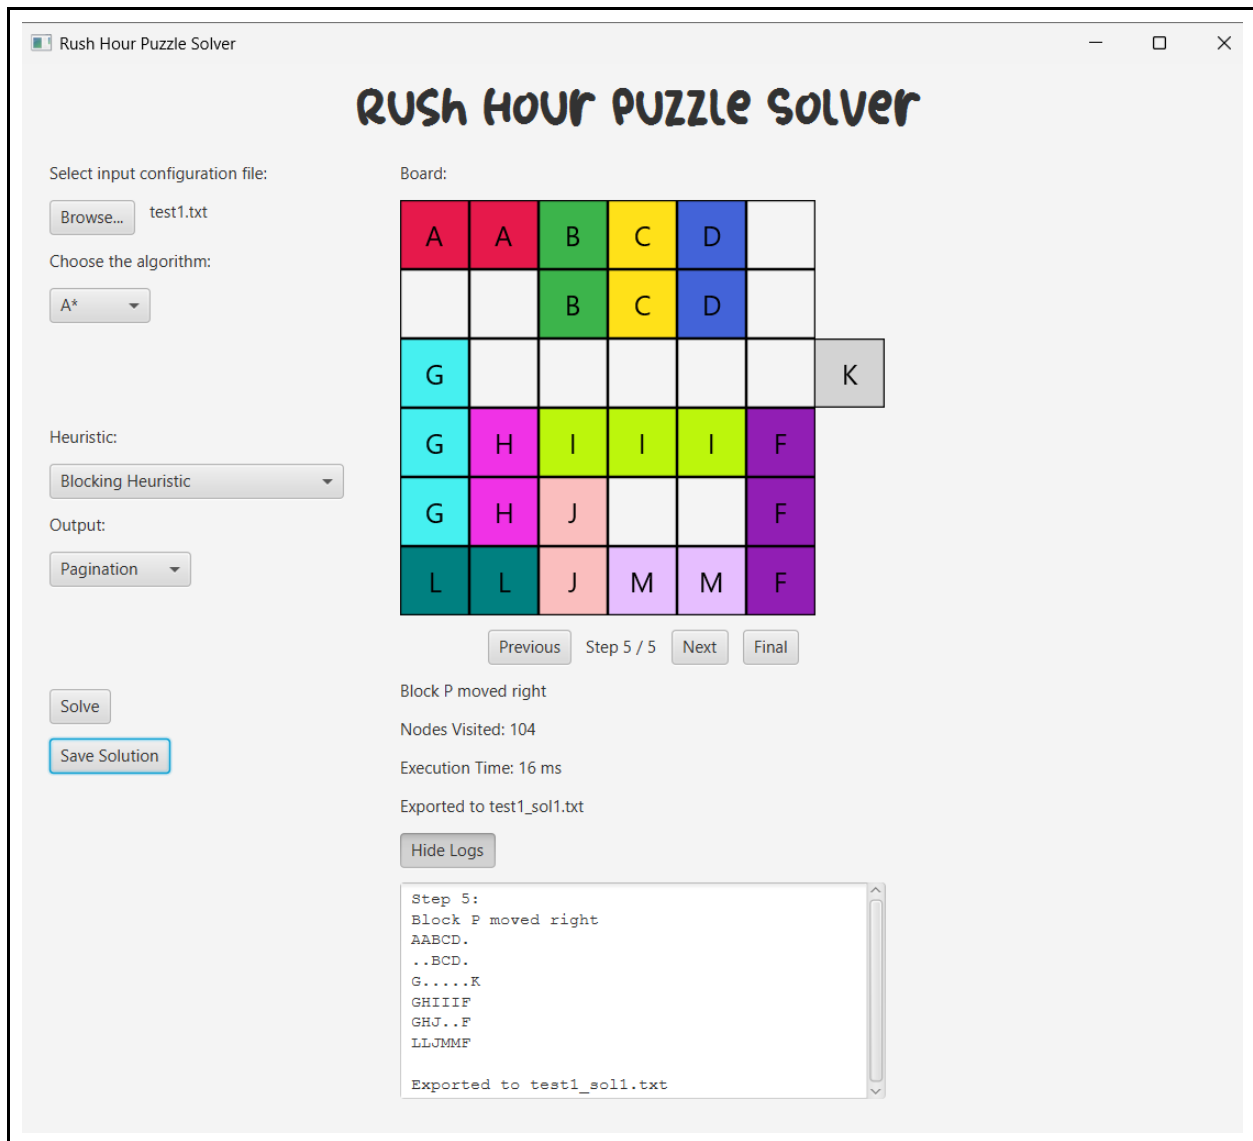 Rush Hour Puzzle Solver
Rush Hour Puzzle Solver
Select input configuration file:
Browse... test1.txt
Choose the algorithm:
A*
Heuristic:
Blocking Heuristic
Output:
Pagination
Solve
Save Solution
Board:
A A B C D
B C D
G K
G H I I I F
G H J F
L L J M M F
Previous Step 5 / 5 Next Final
Block P moved right
Nodes Visited: 104
Execution Time: 16 ms
Exported to test1_sol1.txt
Hide Logs
Step 5:
Block P moved right
AABCD.
..BCD.
G.....K
GHIIIF
GHJ..F
LLJMMF
Exported to test1_sol1.txt